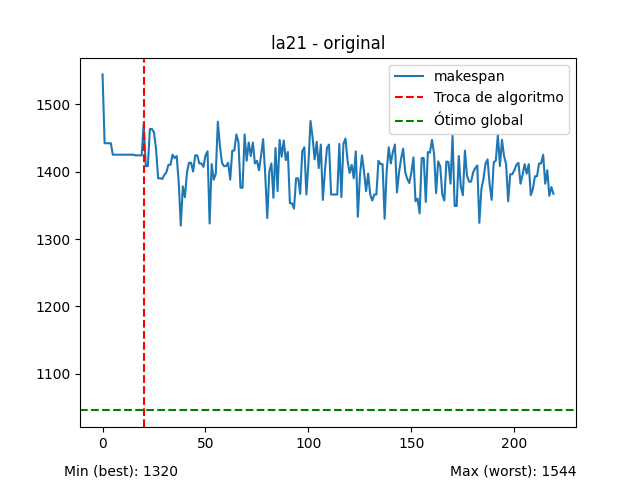 la21 - original
makespan
Troca de algoritmo
Ótimo global
1500
1400
1300
1200
1100
0 50 100 150 200
Min (best): 1320 Max (worst): 1544